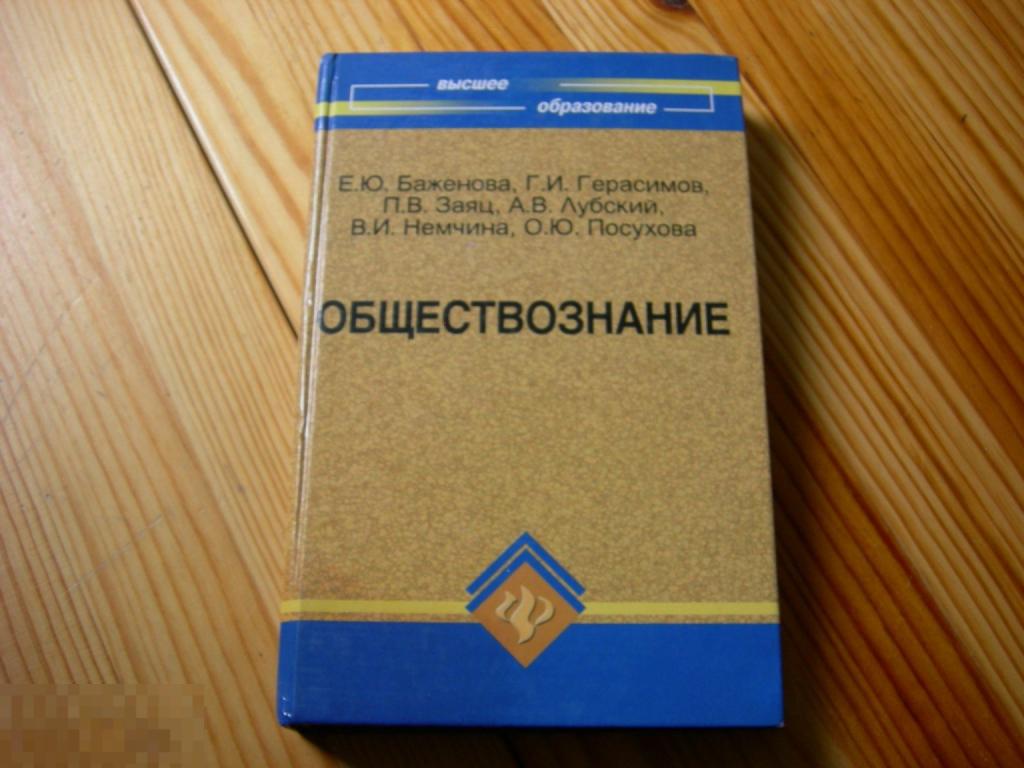 высшее
образование
Е.Ю. Баженова, Г.И. Герасимов,
П.В. Заяц, А.В. Лубский,
В.И. Немчина, О.Ю. Посухова
ОБЩЕСТВОЗНАНИЕ